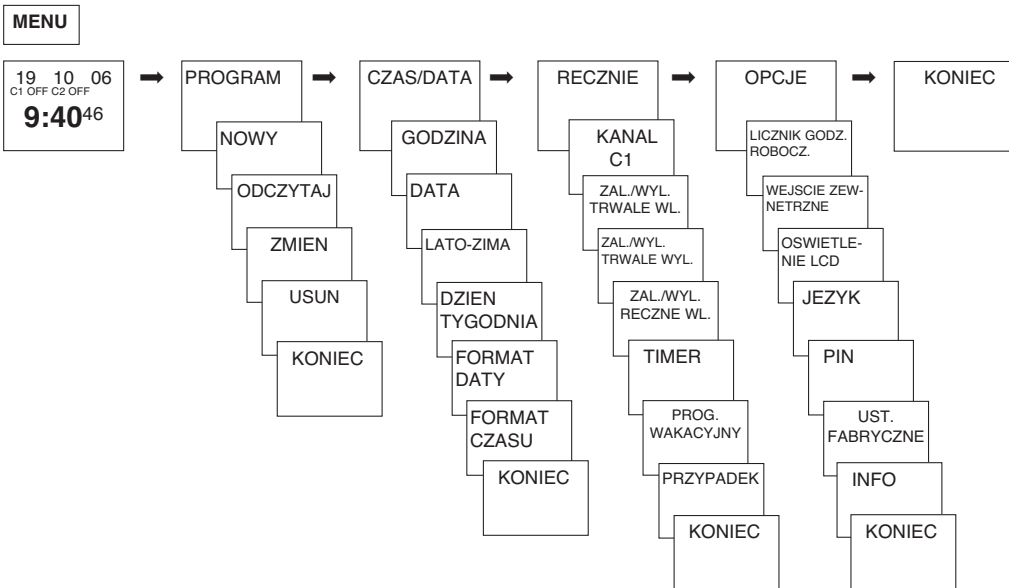 MENU
19 10 06
C1 OFF C2 OFF
9:40 46
PROGRAM
NOWY
ODCZYTAJ
ZMIEN
USUN
KONIEC
CZAS/DATA
GODZINA
DATA
LATO-ZIMA
DZIEN
TYGODNIA
FORMAT
DATY
FORMAT
CZASU
KONIEC
RECZNIE
KANAL
C1
ZAL./WYL.
TRWALE WL.
ZAL./WYL.
TRWALE WYL.
ZAL./WYL.
RECZNE WL.
TIMER
PROG.
WAKACYJNY
PRZYPADEK
KONIEC
OPCJE
LICZNIK GODZ.
ROBOCZ.
WEJSCIE ZEW-
NETRZNE
OSWIETLE-
NIE LCD
JEZYK
PIN
UST.
FABRYCZNE
INFO
KONIEC
KONIEC